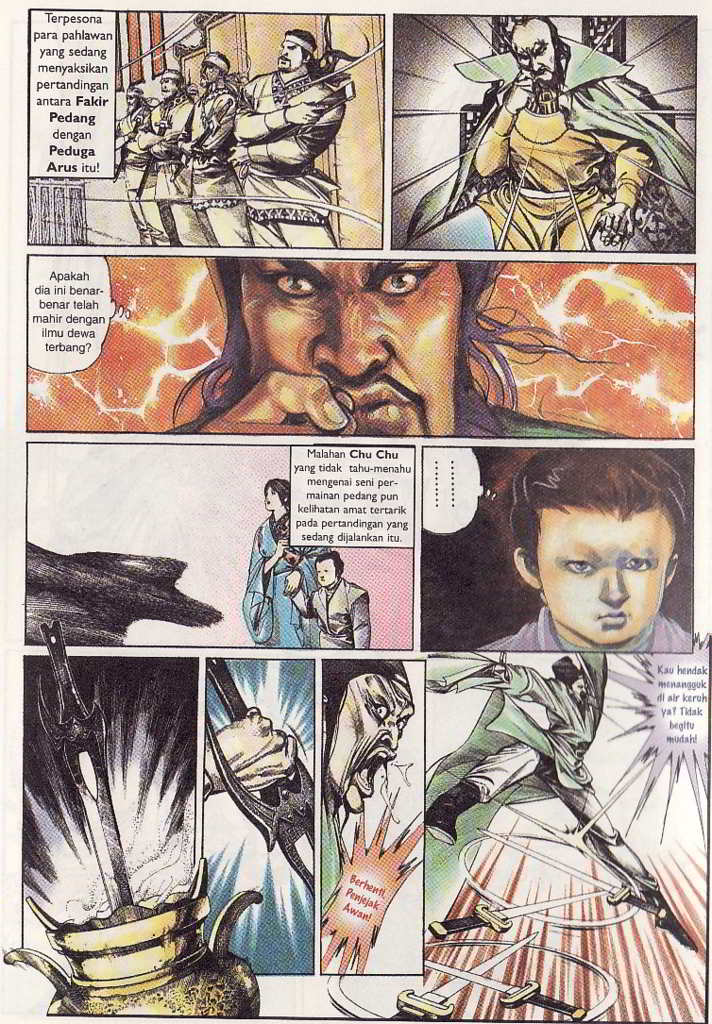 Terpesona
para pahlawan
yang sedang
menyaksikan
pertandingan
antara Fakir
Pedang
dengan
Peduga
Arus itu!
Apakah
dia ini benar-
benar telah
mahir dengan
ilmu dewa
terbang?
Malahan Chu Chu
yang tidak tahu-menahu
mengenai seni per-
mainan pedang pun
kelihatan amat tertarik
pada pertandingan yang
sedang dijalankan itu.
Berhenti,
Penjejak
Awan!
Kau hendak
menangguk
di air keruh
ya? Tidak
begitu
mudah!